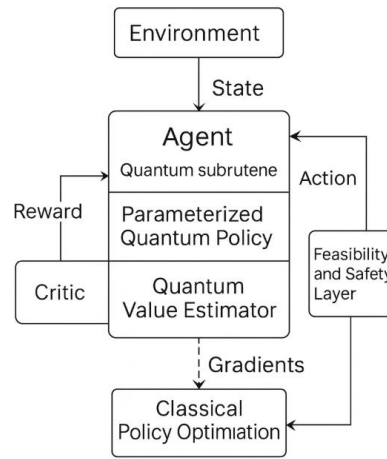 Environment
State
Agent
Quantum subrutene
Action
Reward
Parameterized
Quantum Policy
Feasibility
and Safety
Layer
Critic
Quantum
Value Estimator
Gradients
Classical
Policy Optimıation